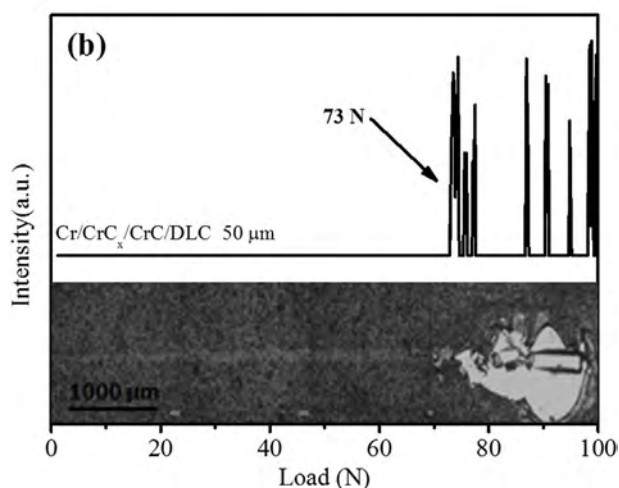 (b)
73 N
Intensity(a.u.)
Cr/CrCₓ/CrC/DLC 50 μm
1000 μm
0 20 40 60 80 100
Load (N)